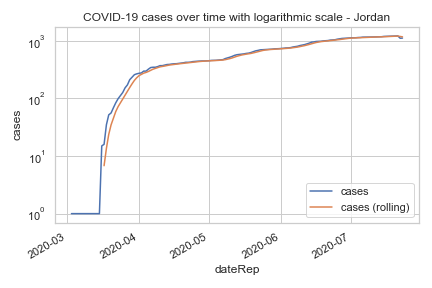 COVID-19 cases over time with logarithmic scale - Jordan
10³
10²
10¹
10⁰
cases
2020-03
2020-04
2020-05
2020-06
2020-07
dateRep
cases
cases (rolling)